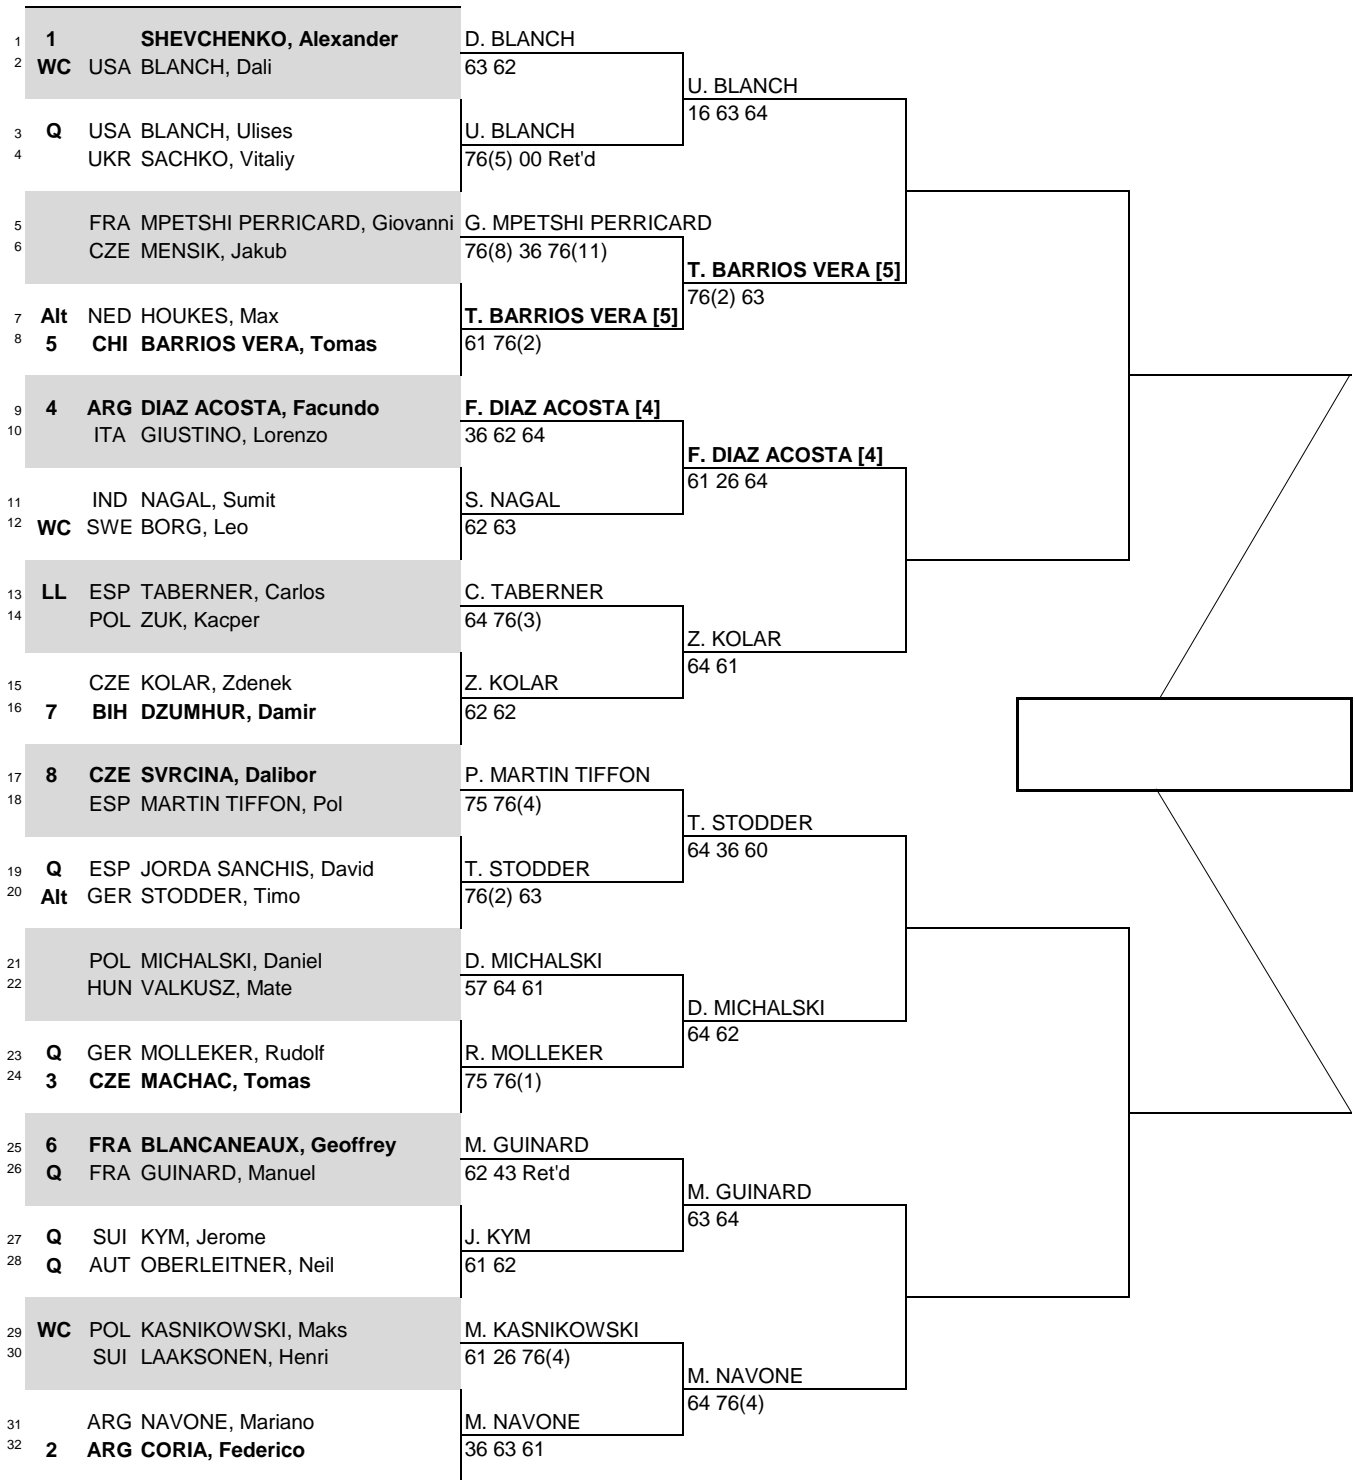 1 1 SHEVCHENKO, Alexander
2 WC USA BLANCH, Dali
3 Q USA BLANCH, Ulises
4 UKR SACHKO, Vitaliy
5 FRA MPETSHI PERRICARD, Giovanni
6 CZE MENSIK, Jakub
7 Alt NED HOUKES, Max
8 5 CHI BARRIOS VERA, Tomas
9 4 ARG DIAZ ACOSTA, Facundo
10 ITA GIUSTINO, Lorenzo
11 IND NAGAL, Sumit
12 WC SWE BORG, Leo
13 LL ESP TABERNER, Carlos
14 POL ZUK, Kacper
15 CZE KOLAR, Zdenek
16 7 BIH DZUMHUR, Damir
17 8 CZE SVRCINA, Dalibor
18 ESP MARTIN TIFFON, Pol
19 Q ESP JORDA SANCHIS, David
20 Alt GER STODDER, Timo
21 POL MICHALSKI, Daniel
22 HUN VALKUSZ, Mate
23 Q GER MOLLEKER, Rudolf
24 3 CZE MACHAC, Tomas
25 6 FRA BLANCANEAUX, Geoffrey
26 Q FRA GUINARD, Manuel
27 Q SUI KYM, Jerome
28 Q AUT OBERLEITNER, Neil
29 WC POL KASNIKOWSKI, Maks
30 SUI LAAKSONEN, Henri
31 ARG NAVONE, Mariano
32 2 ARG CORIA, Federico
D. BLANCH
63 62
U. BLANCH
76(5) 00 Ret'd
G. MPETSHI PERRICARD
76(8) 36 76(11)
T. BARRIOS VERA [5]
61 76(2)
F. DIAZ ACOSTA [4]
36 62 64
S. NAGAL
62 63
C. TABERNER
64 76(3)
Z. KOLAR
62 62
P. MARTIN TIFFON
75 76(4)
T. STODDER
76(2) 63
D. MICHALSKI
57 64 61
R. MOLLEKER
75 76(1)
M. GUINARD
62 43 Ret'd
J. KYM
61 62
M. KASNIKOWSKI
61 26 76(4)
M. NAVONE
36 63 61
U. BLANCH
16 63 64
T. BARRIOS VERA [5]
76(2) 63
F. DIAZ ACOSTA [4]
61 26 64
Z. KOLAR
64 61
T. STODDER
64 36 60
D. MICHALSKI
64 62
M. GUINARD
63 64
M. NAVONE
64 76(4)